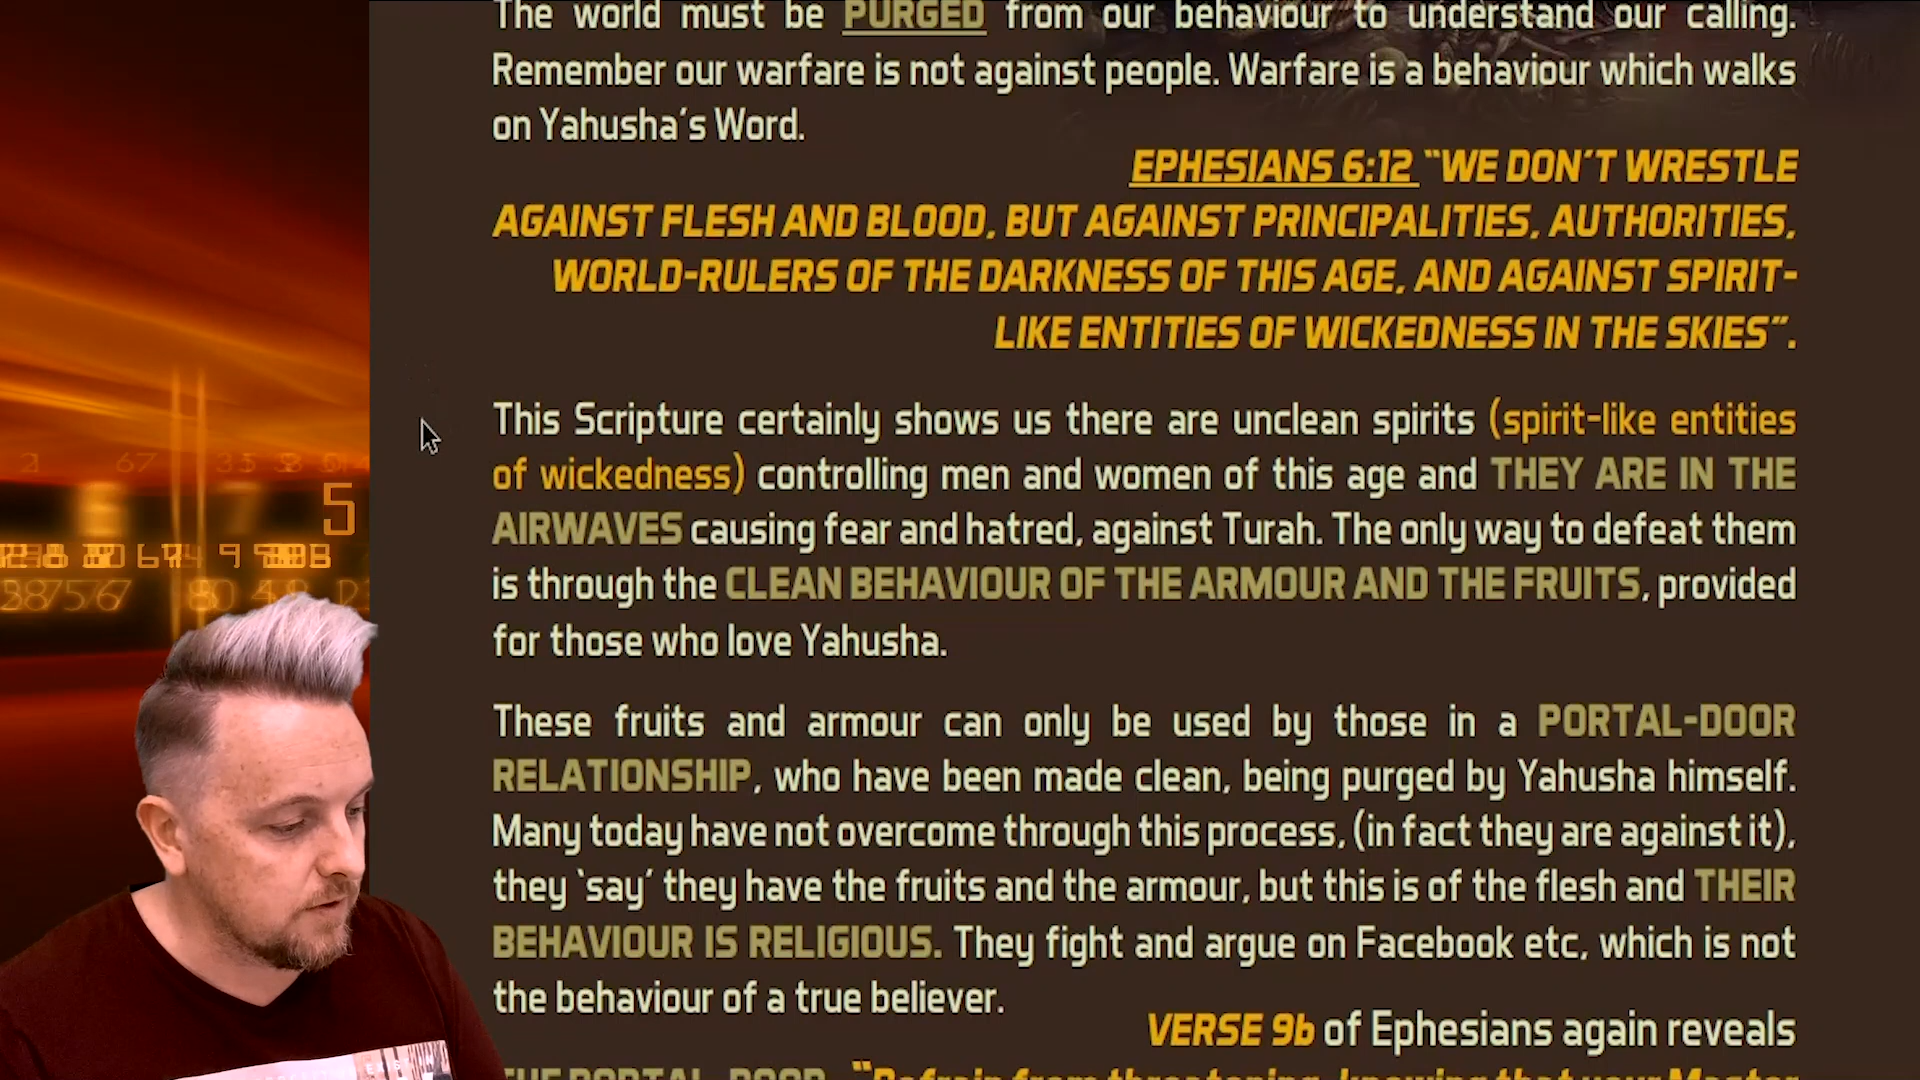 The world must be PURGED from our behaviour to understand our calling.
Remember our warfare is not against people. Warfare is a behaviour which walks
on Yahusha's Word.
EPHESIANS 6:12 “WE DON'T WRESTLE
AGAINST FLESH AND BLOOD, BUT AGAINST PRINCIPALITIES, AUTHORITIES,
WORLD-RULERS OF THE DARKNESS OF THIS AGE, AND AGAINST SPIRIT-
LIKE ENTITIES OF WICKEDNESS IN THE SKIES”.
This Scripture certainly shows us there are unclean spirits (spirit-like entities
of wickedness) controlling men and women of this age and THEY ARE IN THE
AIRWAVES causing fear and hatred, against Turah. The only way to defeat them
is through the CLEAN BEHAVIOUR OF THE ARMOUR AND THE FRUITS, provided
for those who love Yahusha.
These fruits and armour can only be used by those in a PORTAL-DOOR
RELATIONSHIP, who have been made clean, being purged by Yahusha himself.
Many today have not overcome through this process, (in fact they are against it),
they ‘say’ they have the fruits and the armour, but this is of the flesh and THEIR
BEHAVIOUR IS RELIGIOUS. They fight and argue on Facebook etc, which is not
the behaviour of a true believer.
VERSE 9b of Ephesians again reveals
THE PORTAL-DOOR, “Refrain from threatening, knowing that your Master
5